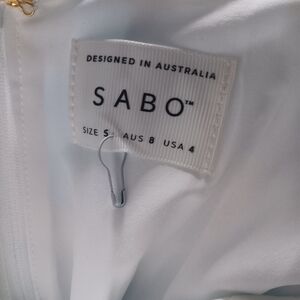 DESIGNED IN AUSTRALIA
SABO™
SIZE S AUS 8 USA 4